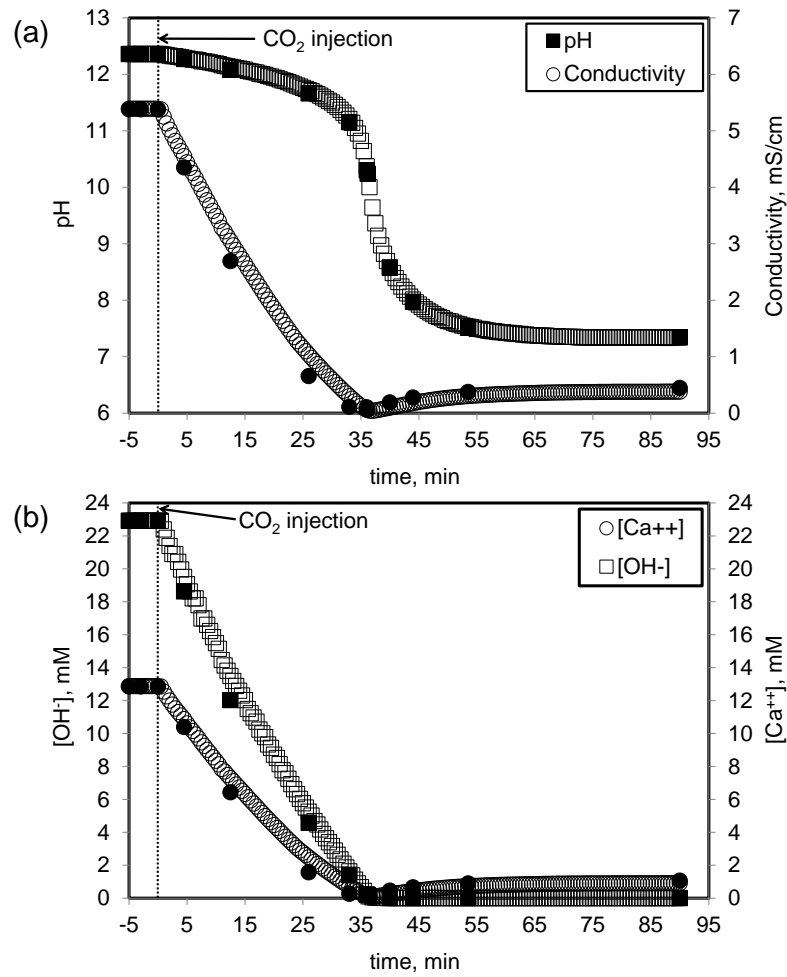 (a)
13
12
11
10
9
8
7
6
pH
CO₂ injection
■ pH
○ Conductivity
7
6
5
4
3
2
1
0
Conductivity, mS/cm
-5 5 15 25 35 45 55 65 75 85 95
time, min
(b)
24
22
20
18
16
14
12
10
8
6
4
2
0
[OH⁻], mM
CO₂ injection
○ [Ca++]
□ [OH-]
24
22
20
18
16
14
12
10
8
6
4
2
0
[Ca⁺⁺], mM
-5 5 15 25 35 45 55 65 75 85 95
time, min